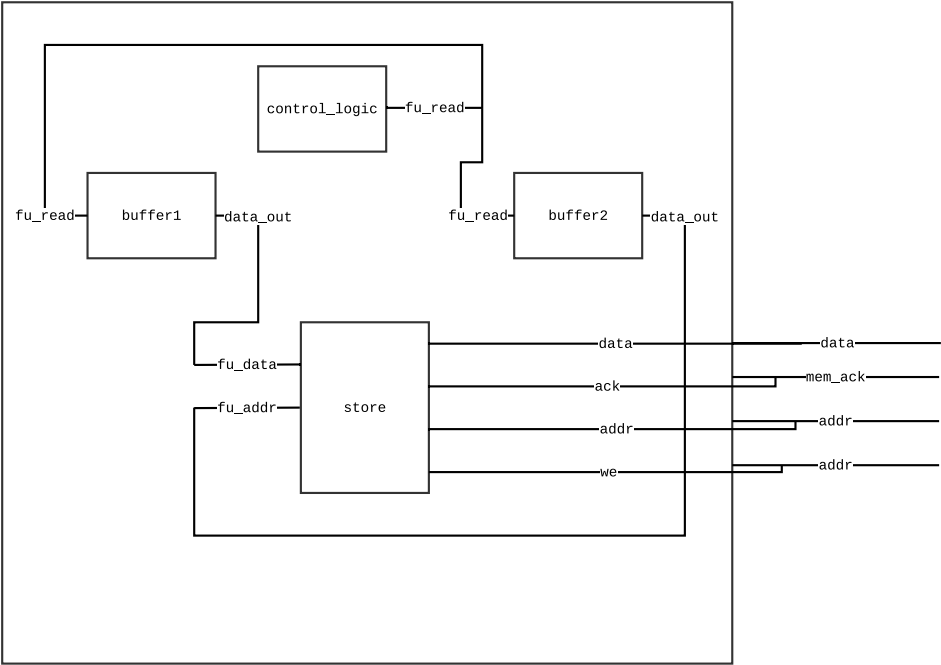 control_logic
fu_read
fu_read
buffer1
data_out
fu_read
buffer2
data_out
data
data
fu_data
mem_ack
ack
fu_addr
store
addr
addr
we
addr